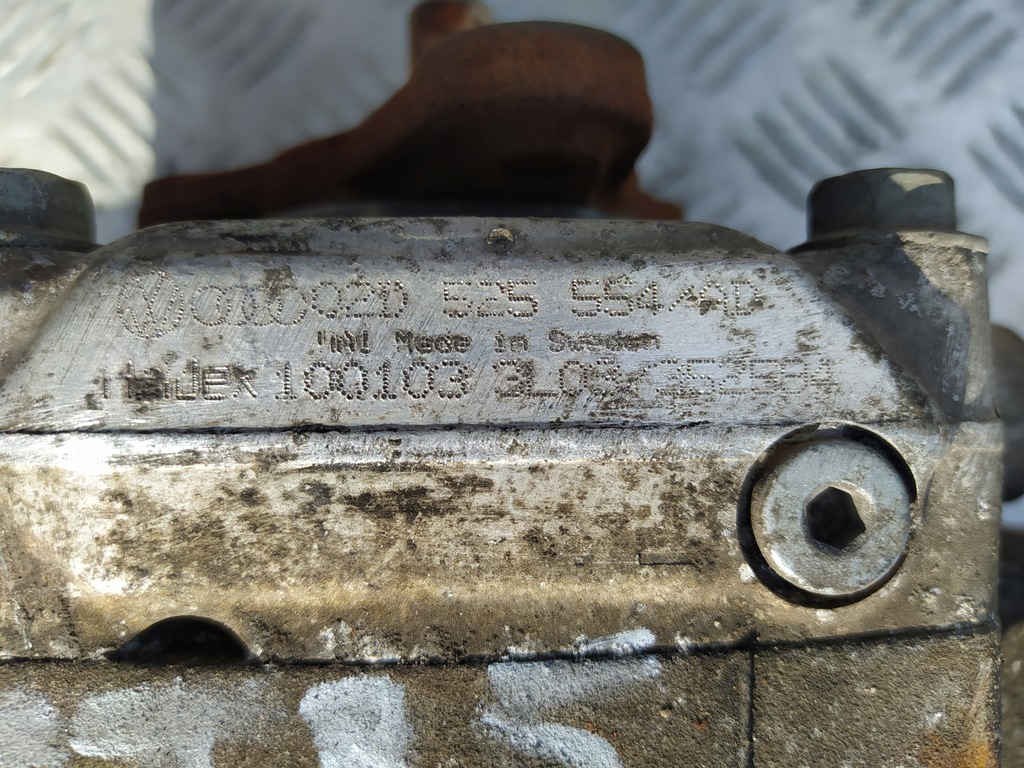 02D 525 554/AD
Made in Sweden
Haldex 100103